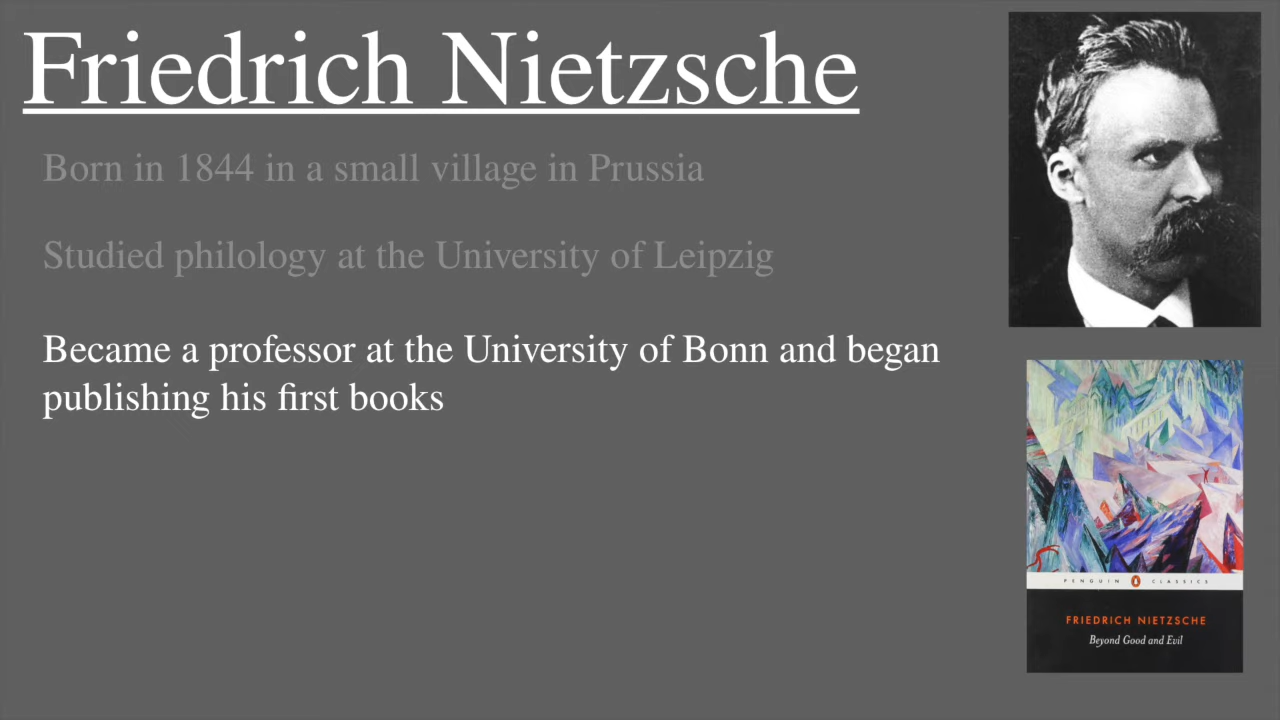 Friedrich Nietzsche
Born in 1844 in a small village in Prussia
Studied philology at the University of Leipzig
Became a professor at the University of Bonn and began
publishing his first books
PENGUIN CLASSICS
FRIEDRICH NIETZSCHE
Beyond Good and Evil